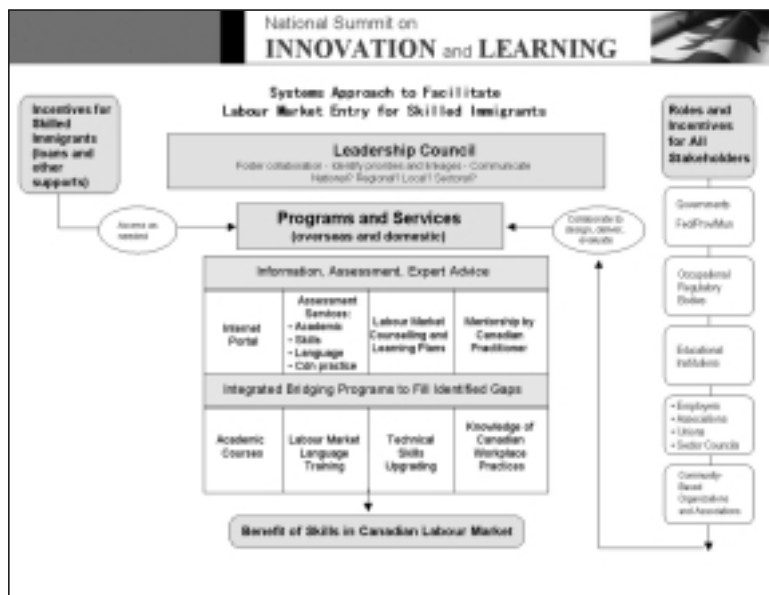 National Summit on
INNOVATION and LEARNING
Systems Approach to Facilitate
Labour Market Entry for Skilled Immigrants
Incentives for
Skilled
Immigrants
(loans and
other
supports)
Leadership Council
Foster collaboration - Identify priorities and linkages - Communicate
National? Regional? Local? Sectoral?
Roles and
Incentives
for All
Stakeholders
Access as
needed
Programs and Services
(overseas and domestic)
Collaborate to
design, deliver,
evaluate
Governments
Fed/Prov/Mun
Information, Assessment, Expert Advice
Internet
Portal
Assessment
Services:
• Academic
• Skills
• Language
• Cdn practice
Labour Market
Counselling and
Learning Plans
Mentorship by
Canadian
Practitioner
Occupational
Regulatory
Bodies
Educational
Institutions
Integrated Bridging Programs to Fill Identified Gaps
Academic
Courses
Labour Market
Language
Training
Technical
Skills
Upgrading
Knowledge of
Canadian
Workplace
Practices
• Employers
• Associations
• Unions
• Sector Councils
Community-
Based
Organizations
and Associations
Benefit of Skills in Canadian Labour Market